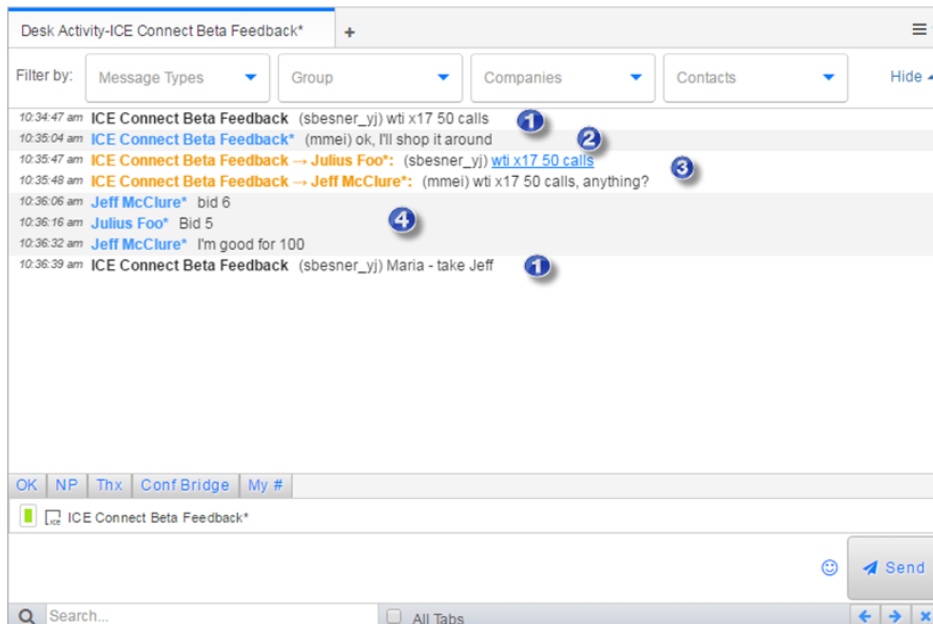 Desk Activity-ICE Connect Beta Feedback* +
Filter by: Message Types Group Companies Contacts Hide
10:34:47 am ICE Connect Beta Feedback (sbesner_yj) wti x17 50 calls 1
10:35:04 am ICE Connect Beta Feedback* (mmei) ok, I'll shop it around 2
10:35:47 am ICE Connect Beta Feedback → Julius Foo*: (sbesner_yj) wti x17 50 calls
3
10:35:48 am ICE Connect Beta Feedback → Jeff McClure*: (mmei) wti x17 50 calls, anything?
10:36:06 am Jeff McClure* bid 6
10:36:16 am Julius Foo* Bid 5 4
10:36:32 am Jeff McClure* I'm good for 100
10:36:39 am ICE Connect Beta Feedback (sbesner_yj) Maria - take Jeff 1
OK NP Thx Conf Bridge My #
ICE Connect Beta Feedback*
Send
Search... All Tabs